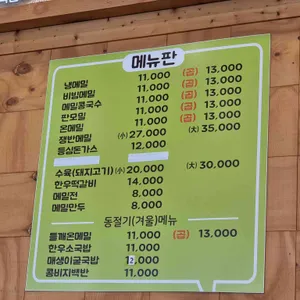 메뉴판
냉메밀 11,000 (곱) 13,000
비빔메밀 11,000 (곱) 13,000
메밀콩국수 11,000 (곱) 13,000
판모밀 11,000 (곱) 13,000
온메밀 11,000
쟁반메밀 (小) 27,000 (大) 35,000
등심돈가스 12,000
수육(돼지고기) (小) 20,000 (大) 30,000
한우떡갈비 14,000
메밀전 8,000
메밀만두 8,000
동절기(겨울)메뉴
들깨온메밀 11,000 (곱) 13,000
한우소국밥 11,000
매생이굴국밥 12,000
콩비지백반 11,000